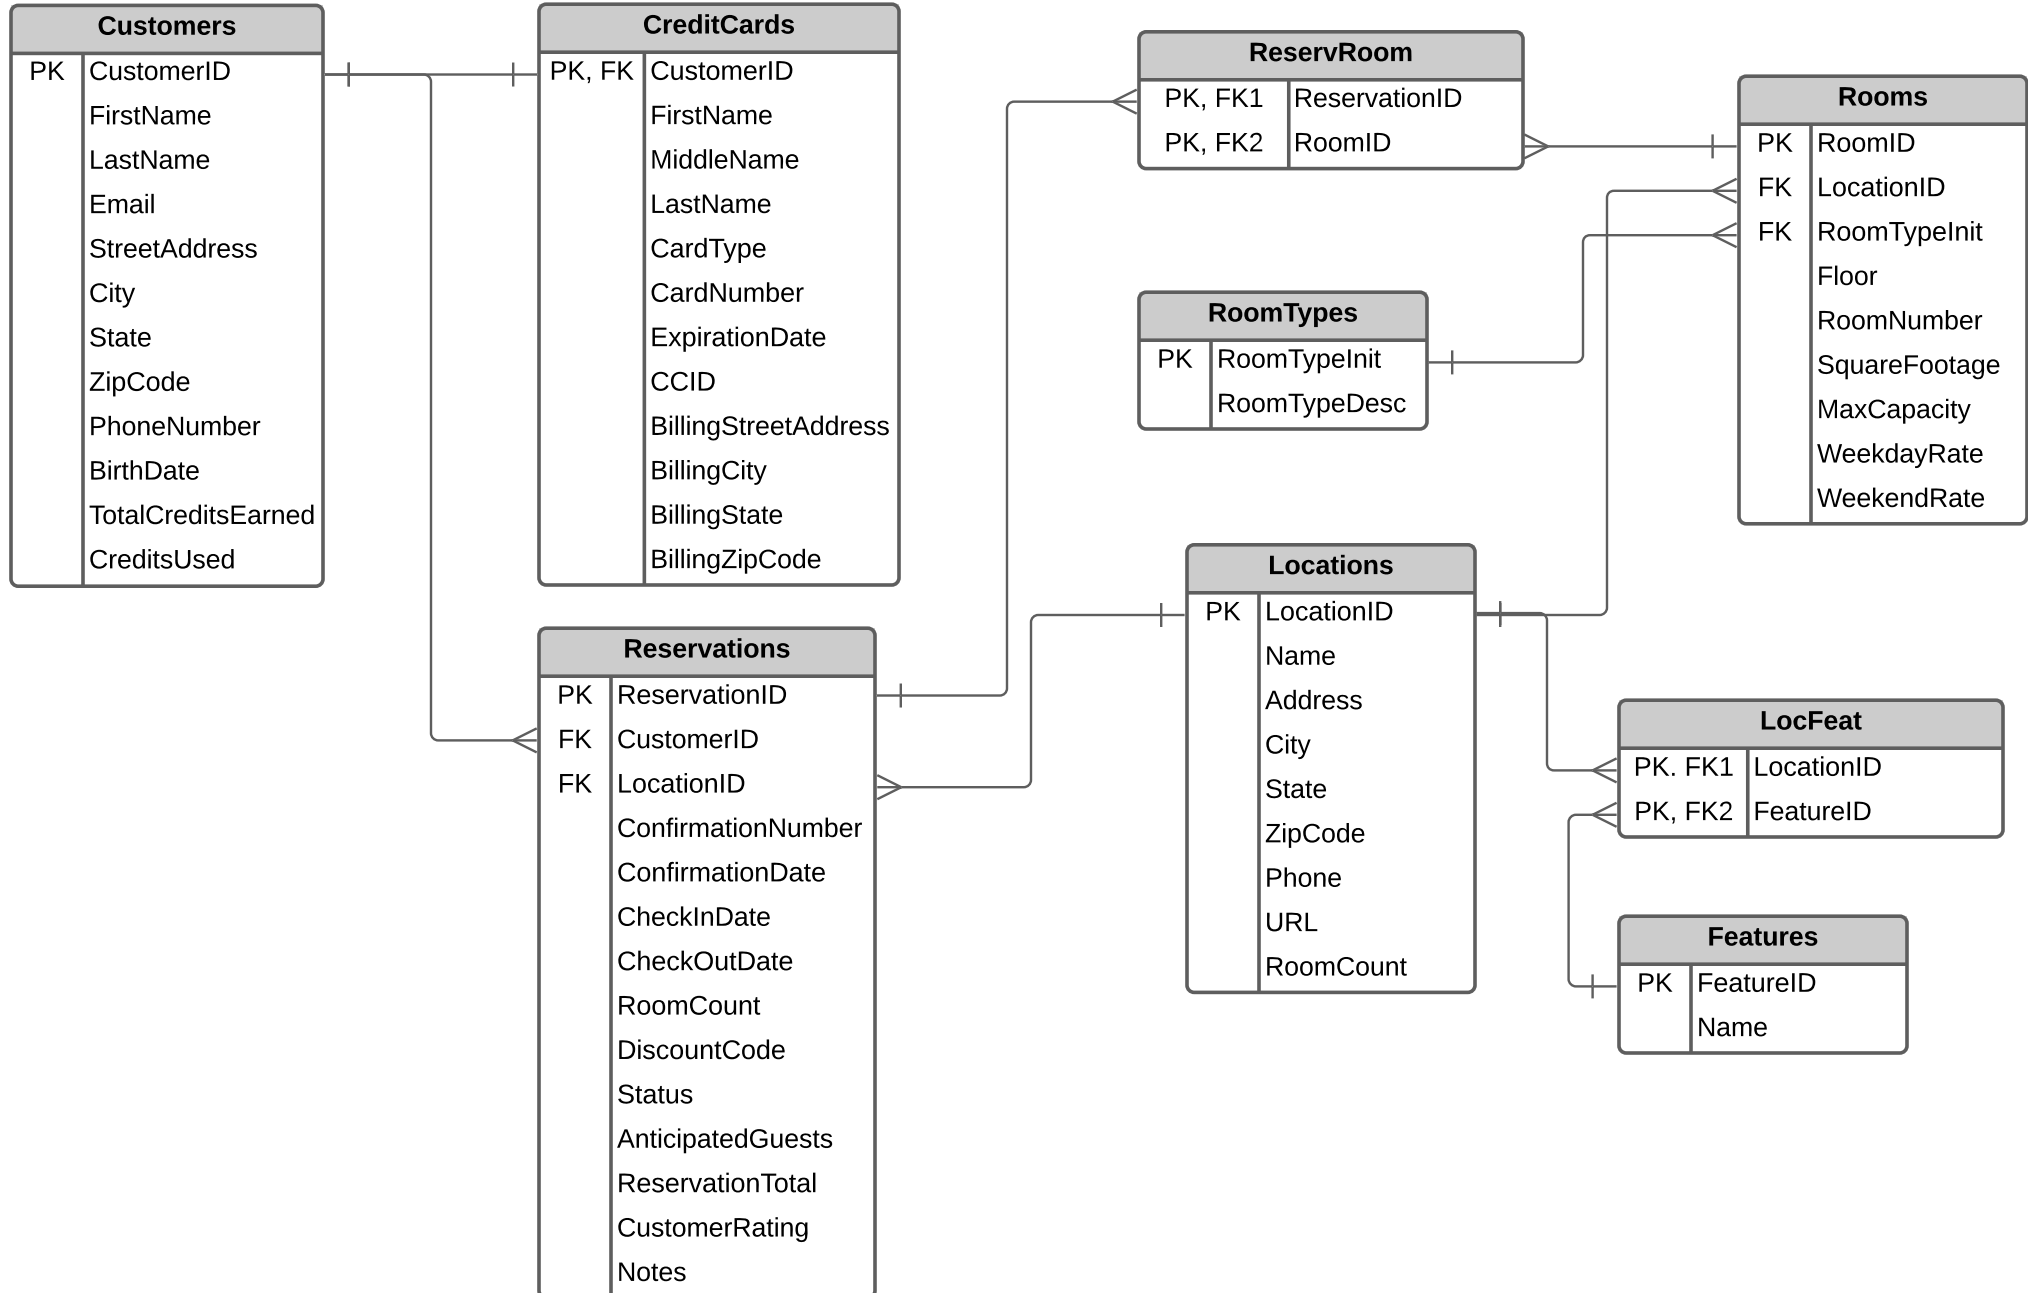 Customers
PK CustomerID
FirstName
LastName
Email
StreetAddress
City
State
ZipCode
PhoneNumber
BirthDate
TotalCreditsEarned
CreditsUsed
CreditCards
PK, FK CustomerID
FirstName
MiddleName
LastName
CardType
CardNumber
ExpirationDate
CCID
BillingStreetAddress
BillingCity
BillingState
BillingZipCode
Reservations
PK ReservationID
FK CustomerID
FK LocationID
ConfirmationNumber
ConfirmationDate
CheckInDate
CheckOutDate
RoomCount
DiscountCode
Status
AnticipatedGuests
ReservationTotal
CustomerRating
Notes
ReservRoom
PK, FK1 ReservationID
PK, FK2 RoomID
RoomTypes
PK RoomTypeInit
RoomTypeDesc
Locations
PK LocationID
Name
Address
City
State
ZipCode
Phone
URL
RoomCount
Rooms
PK RoomID
FK LocationID
FK RoomTypeInit
Floor
RoomNumber
SquareFootage
MaxCapacity
WeekdayRate
WeekendRate
LocFeat
PK. FK1 LocationID
PK, FK2 FeatureID
Features
PK FeatureID
Name